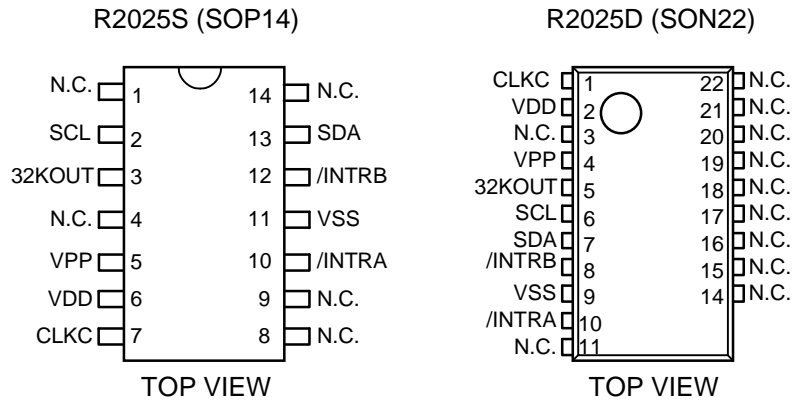 R2025S (SOP14)
N.C. 1 14 N.C.
SCL 2 13 SDA
32KOUT 3 12 /INTRB
N.C. 4 11 VSS
VPP 5 10 /INTRA
VDD 6 9 N.C.
CLKC 7 8 N.C.
TOP VIEW
R2025D (SON22)
CLKC 1 22 N.C.
VDD 2 21 N.C.
N.C. 3 20 N.C.
VPP 4 19 N.C.
32KOUT 5 18 N.C.
SCL 6 17 N.C.
SDA 7 16 N.C.
/INTRB 8 15 N.C.
VSS 9 14 N.C.
/INTRA 10
N.C. 11
TOP VIEW